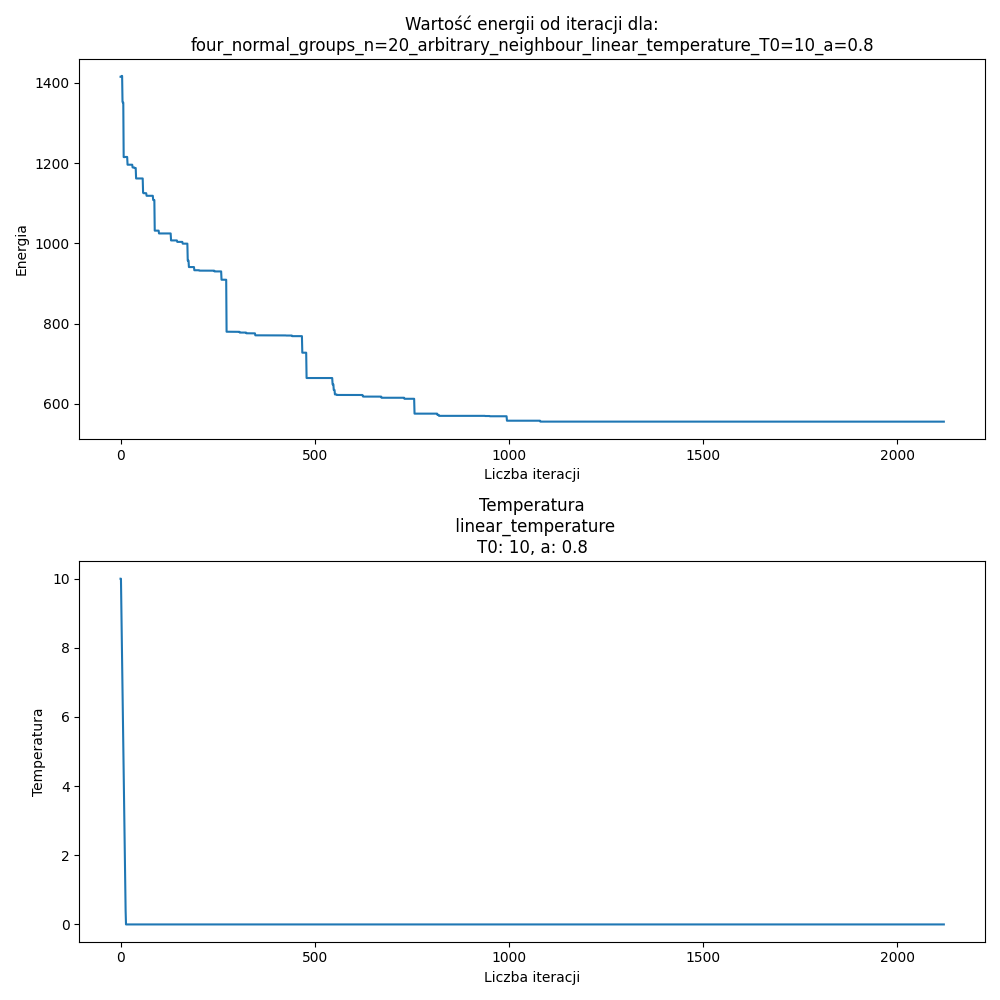 Wartość energii od iteracji dla:
four_normal_groups_n=20_arbitrary_neighbour_linear_temperature_T0=10_a=0.8
1400
1200
1000
800
600
Energia
0 500 1000 1500 2000
Liczba iteracji
Temperatura
linear_temperature
T0: 10, a: 0.8
10
8
6
4
2
0
Temperatura
0 500 1000 1500 2000
Liczba iteracji